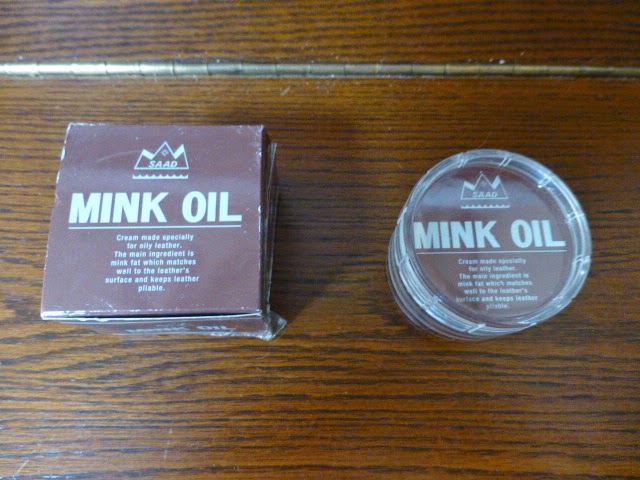 SAAD
MINK OIL
Cream made specially
for oily leather.
The main ingredient is
mink fat which matches
well to the leather's
surface and keeps leather
pliable.
MINK OIL
SAAD
MINK OIL
Cream made specially
for oily leather.
The main ingredient is
mink fat which matches
well to the leather's
surface and keeps leather
pliable.